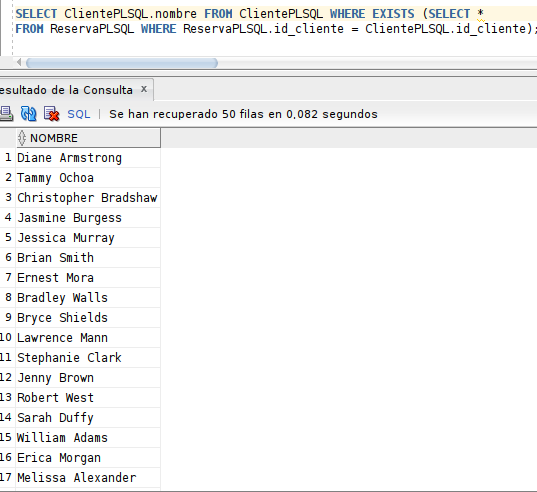 SELECT ClientePLSQL.nombre FROM ClientePLSQL WHERE EXISTS (SELECT *
FROM ReservaPLSQL WHERE ReservaPLSQL.id_cliente = ClientePLSQL.id_cliente);
esultado de la Consulta x
SQL | Se han recuperado 50 filas en 0,082 segundos
NOMBRE
1 Diane Armstrong
2 Tammy Ochoa
3 Christopher Bradshaw
4 Jasmine Burgess
5 Jessica Murray
6 Brian Smith
7 Ernest Mora
8 Bradley Walls
9 Bryce Shields
10 Lawrence Mann
11 Stephanie Clark
12 Jenny Brown
13 Robert West
14 Sarah Duffy
15 William Adams
16 Erica Morgan
17 Melissa Alexander